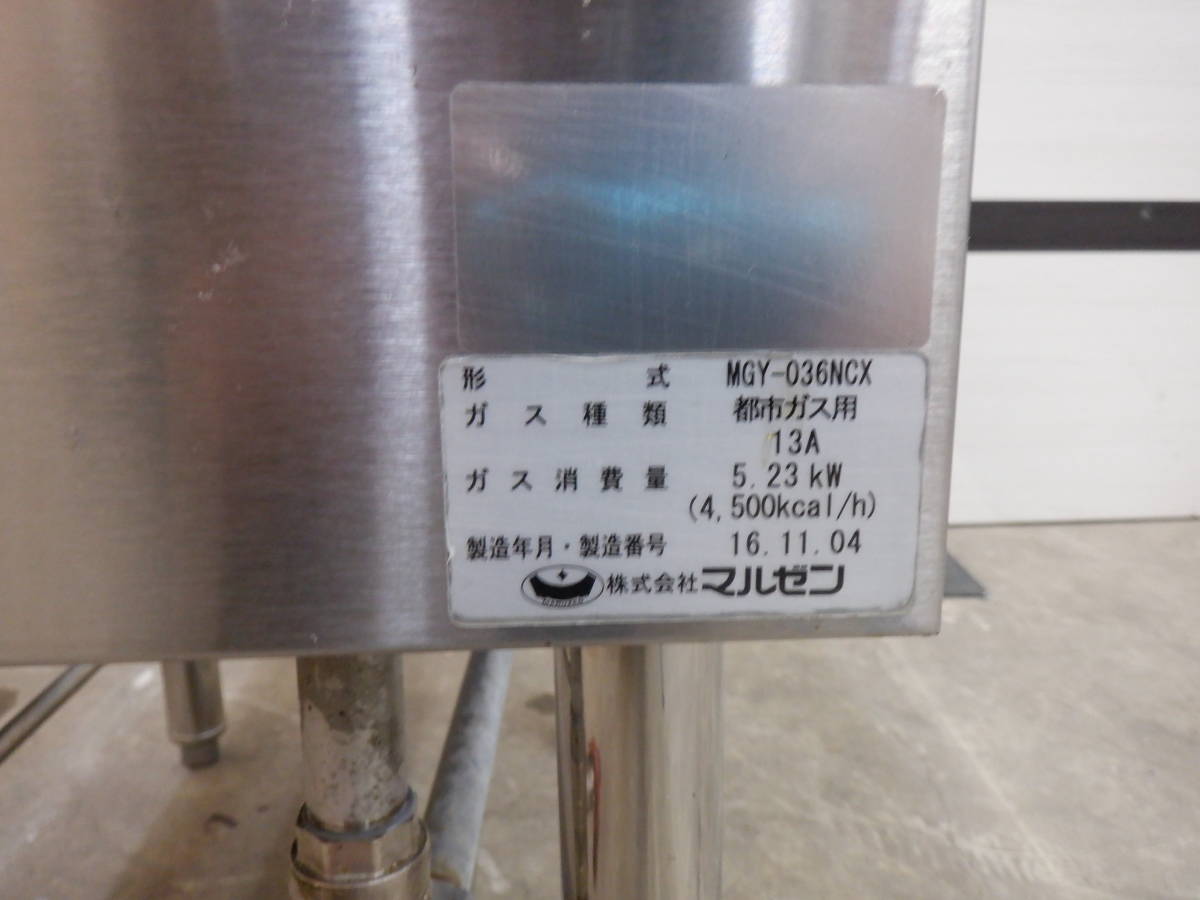 形式 MGY-036NCX
ガス種類 都市ガス用
13A
ガス消費量 5.23kW
(4,500kcal/h)
製造年月・製造番号 16.11.04
株式会社マルゼン